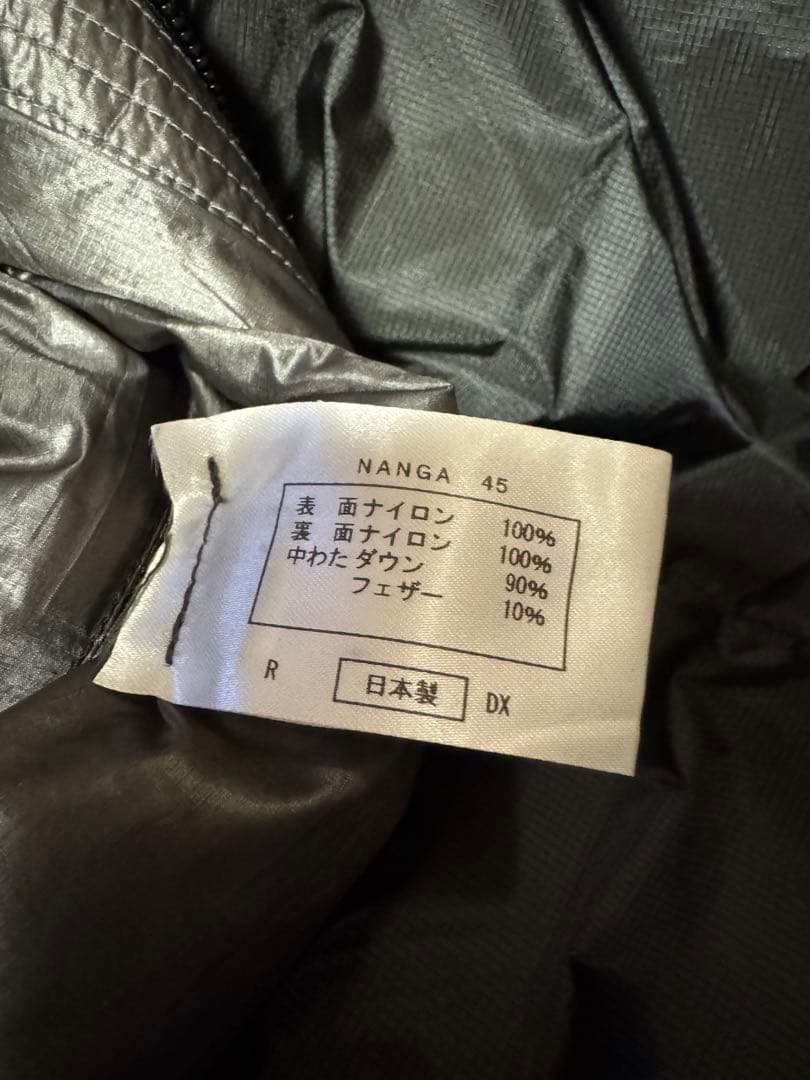 NANGA 45
表 面ナイロン 100%
裏 面ナイロン 100%
中わた ダウン 90%
フェザー 10%
R 日本製 DX